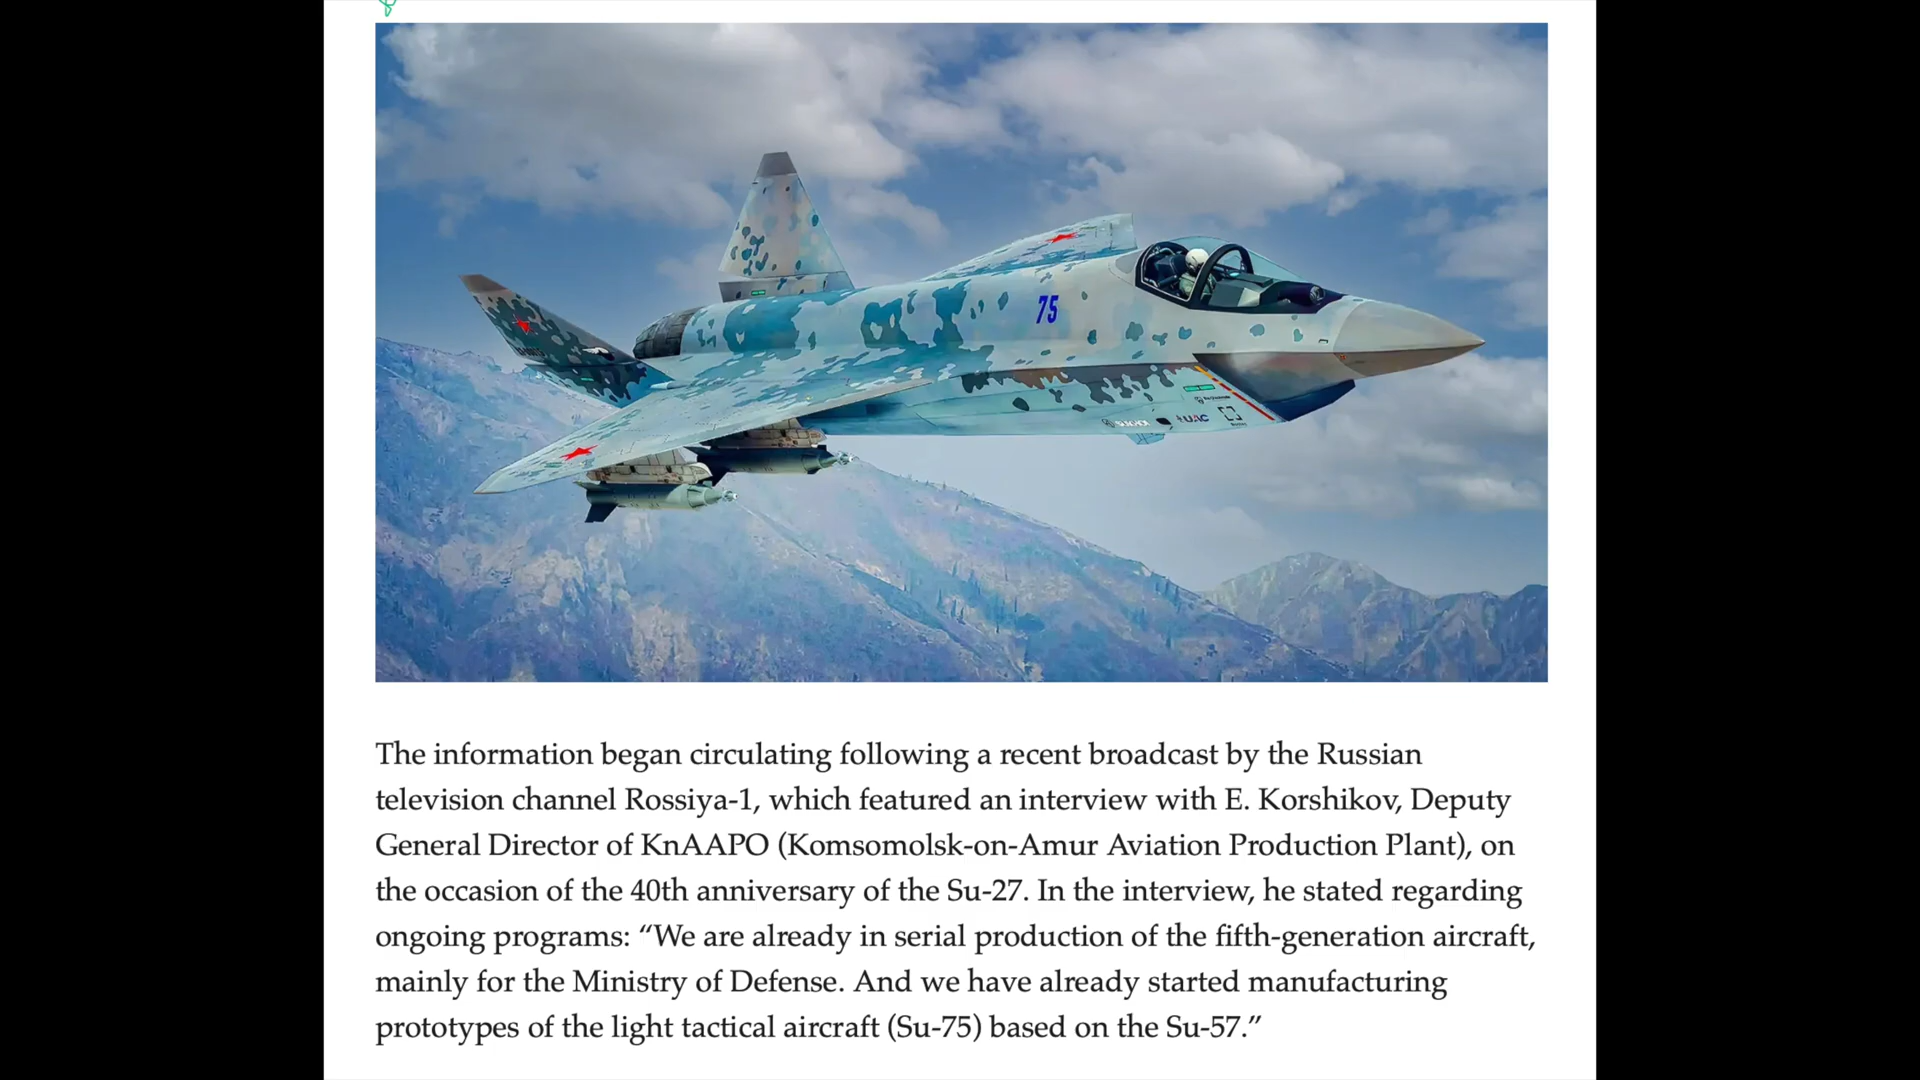 75
UAC
The information began circulating following a recent broadcast by the Russian
television channel Rossiya-1, which featured an interview with E. Korshikov, Deputy
General Director of KnAAPO (Komsomolsk-on-Amur Aviation Production Plant), on
the occasion of the 40th anniversary of the Su-27. In the interview, he stated regarding
ongoing programs: “We are already in serial production of the fifth-generation aircraft,
mainly for the Ministry of Defense. And we have already started manufacturing
prototypes of the light tactical aircraft (Su-75) based on the Su-57.”